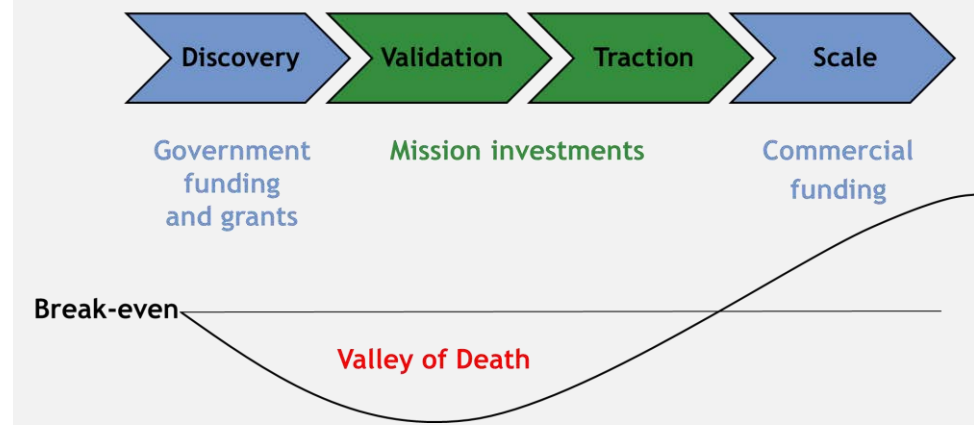 Discovery
Validation
Traction
Scale
Government
funding
and grants
Mission investments
Commercial
funding
Break-even
Valley of Death